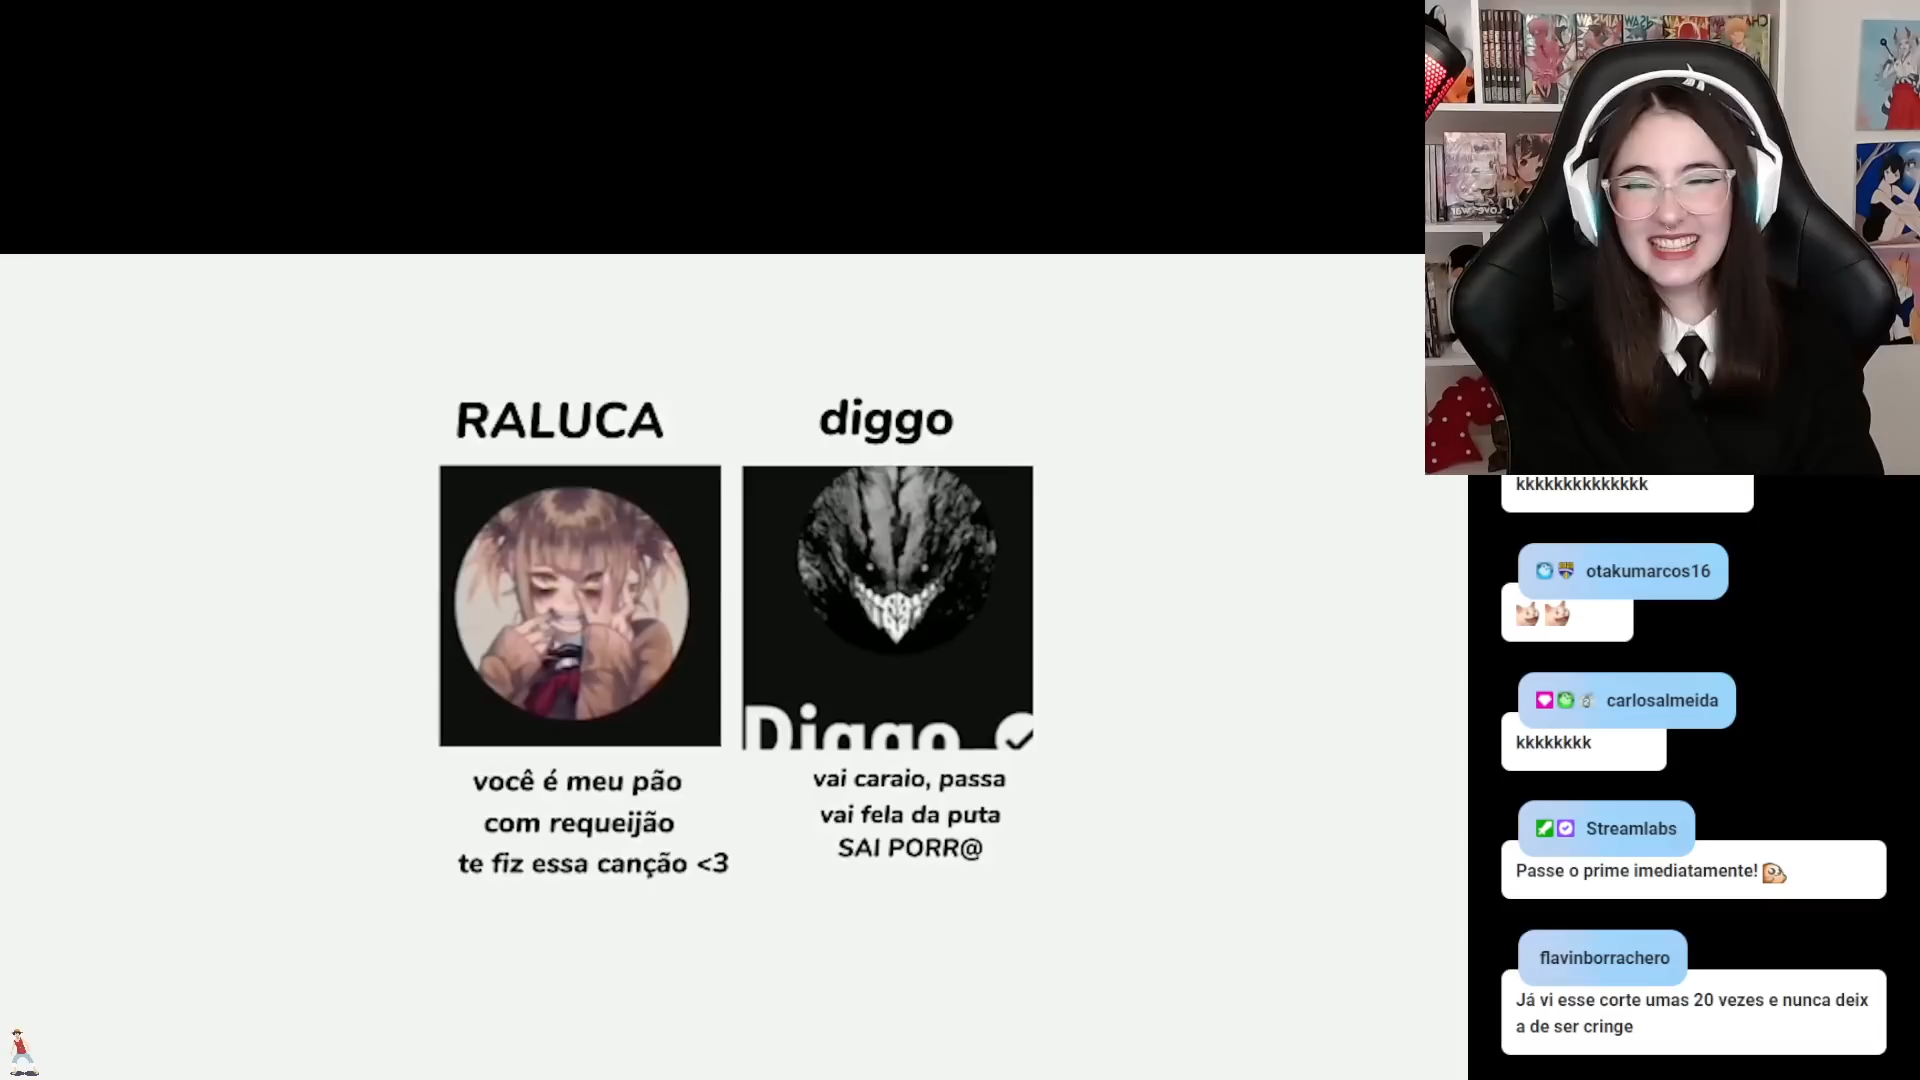 RALUCA
diggo
Diggo
você é meu pão
com requeijão
te fiz essa canção <3
vai caraio, passa
vai fela da puta
SAI PORR@
kkkkkkkkkkkkkk
otakumarcos16
carlosalmeida
kkkkkkkk
Streamlabs
Passe o prime imediatamente!
flavinborrachero
Já vi esse corte umas 20 vezes e nunca deix
a de ser cringe